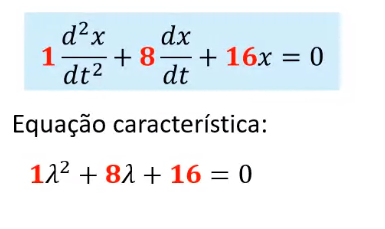 1 d²x/dt² + 8 dx/dt + 16x = 0
Equação característica:
1λ² + 8λ + 16 = 0